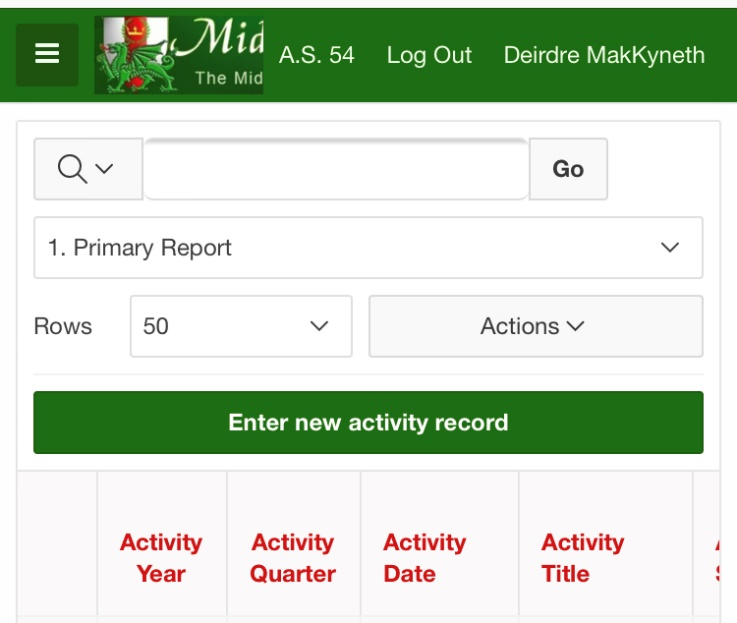 Mid
The Mid
A.S. 54 Log Out Deirdre MakKyneth
Go
1. Primary Report
Rows 50 Actions
Enter new activity record
Activity Year
Activity Quarter
Activity Date
Activity Title